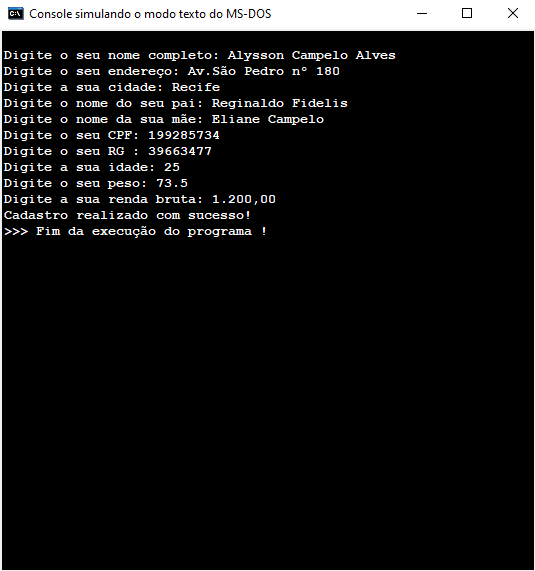 Console simulando o modo texto do MS-DOS
Digite o seu nome completo: Alysson Campelo Alves
Digite o seu endereço: Av.São Pedro nº 180
Digite a sua cidade: Recife
Digite o nome do seu pai: Reginaldo Fidelis
Digite o nome da sua mãe: Eliane Campelo
Digite o seu CPF: 199285734
Digite o seu RG : 39663477
Digite a sua idade: 25
Digite o seu peso: 73.5
Digite a sua renda bruta: 1.200,00
Cadastro realizado com sucesso!
>>> Fim da execução do programa !